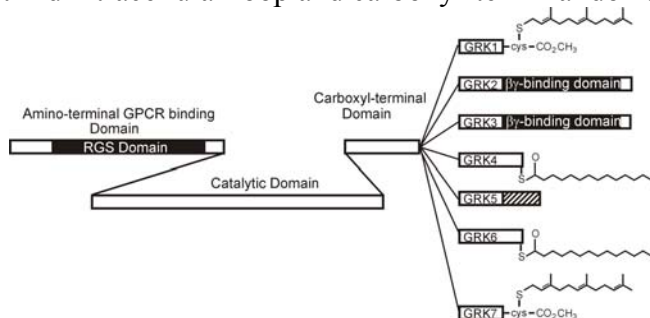 GRK1
S
cys
CO₂CH₃
Amino-terminal GPCR binding
Domain
RGS Domain
Catalytic Domain
Carboxyl-terminal
Domain
GRK2
βγ-binding domain
GRK3
βγ-binding domain
GRK4
O
S
GRK5
GRK6
O
S
S
GRK7
cys
CO₂CH₃